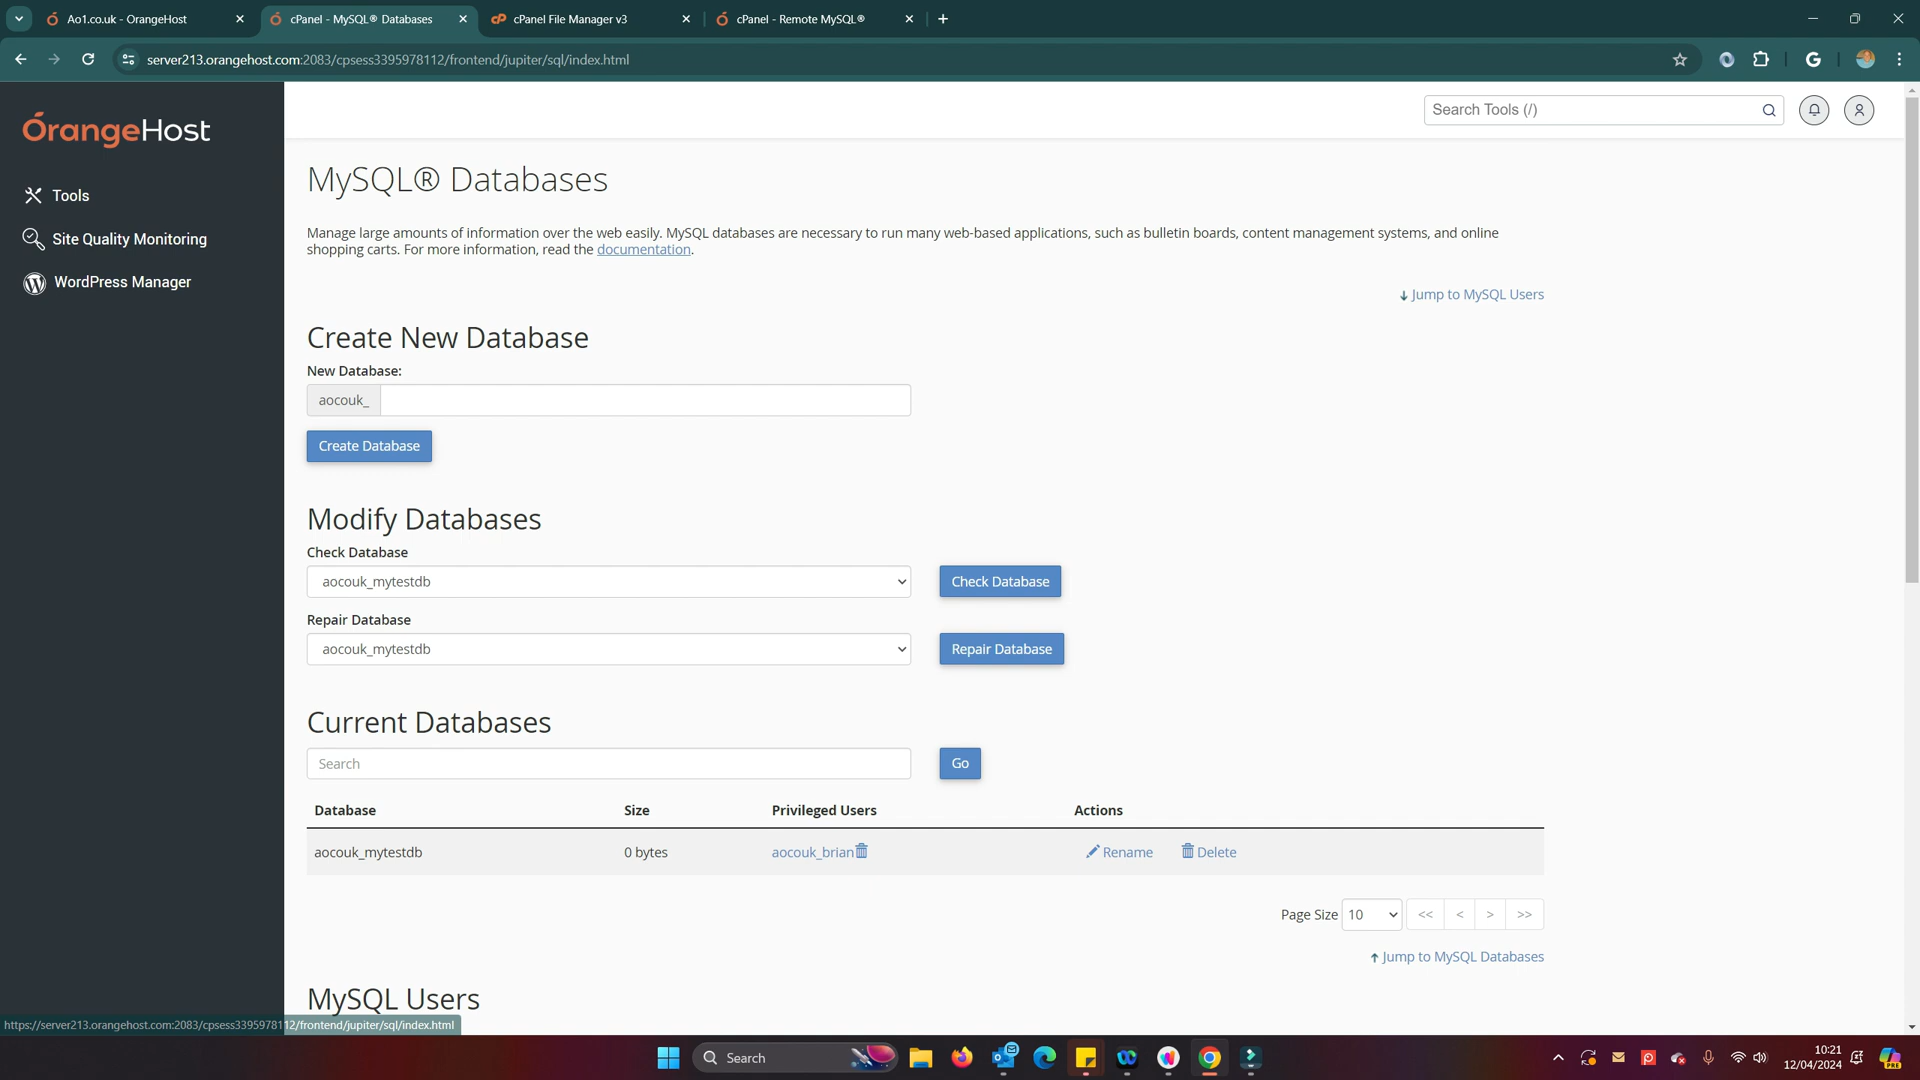 Ao1.co.uk - OrangeHost
cPanel - MySQL® Databases
cPanel File Manager v3
cPanel - Remote MySQL®
server213.orangehost.com:2083/cpsess3395978112/frontend/jupiter/sql/index.html
OrangeHost
Search Tools (/)
Tools
Site Quality Monitoring
WordPress Manager
MySQL® Databases
Manage large amounts of information over the web easily. MySQL databases are necessary to run many web-based applications, such as bulletin boards, content management systems, and online
shopping carts. For more information, read the documentation.
Jump to MySQL Users
Create New Database
New Database:
aocouk_
Create Database
Modify Databases
Check Database
aocouk_mytestdb
Check Database
Repair Database
aocouk_mytestdb
Repair Database
Current Databases
Search
Go
Database Size Privileged Users Actions
aocouk_mytestdb 0 bytes aocouk_brian Rename Delete
Page Size 10 << < > >>
Jump to MySQL Databases
MySQL Users
https://server213.orangehost.com:2083/cpsess3395978112/frontend/jupiter/sql/index.html
Search
10:21
12/04/2024
PRE